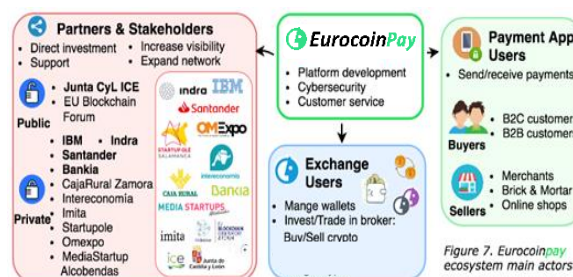 Partners & Stakeholders
• Direct investment
• Support
• Increase visibility
• Expand network
Public
• Junta CyL ICE
• EU Blockchain
Forum
Private
• IBM • Indra
• Santander
• Bankia
• CajaRural Zamora
• Intereconomía
• Imita
• Startupole
• Omexpo
• MediaStartup
Alcobendas
indra IBM
Santander
STARTUP OLE
SALAMANCA
OMExpo
intereconomía
CAJA RURAL
Bankia
MEDIA STARTUPS
imita
ice
Junta de
Castilla y León
EurocoinPay
• Platform development
• Cybersecurity
• Customer service
Exchange
Users
• Mange wallets
• Invest/Trade in broker:
Buy/Sell crypto
Payment App
Users
• Send/receive payments
Buyers
• B2C customer
• B2B customer
Sellers
• Merchants
• Brick & Mortar
• Online shops
Figure 7. Eurocoinpay
ecosystem main actors